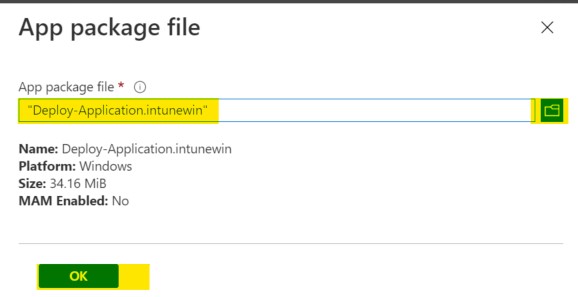 App package file
App package file *
"Deploy-Application.intunewin"
Name: Deploy-Application.intunewin
Platform: Windows
Size: 34.16 MiB
MAM Enabled: No
OK